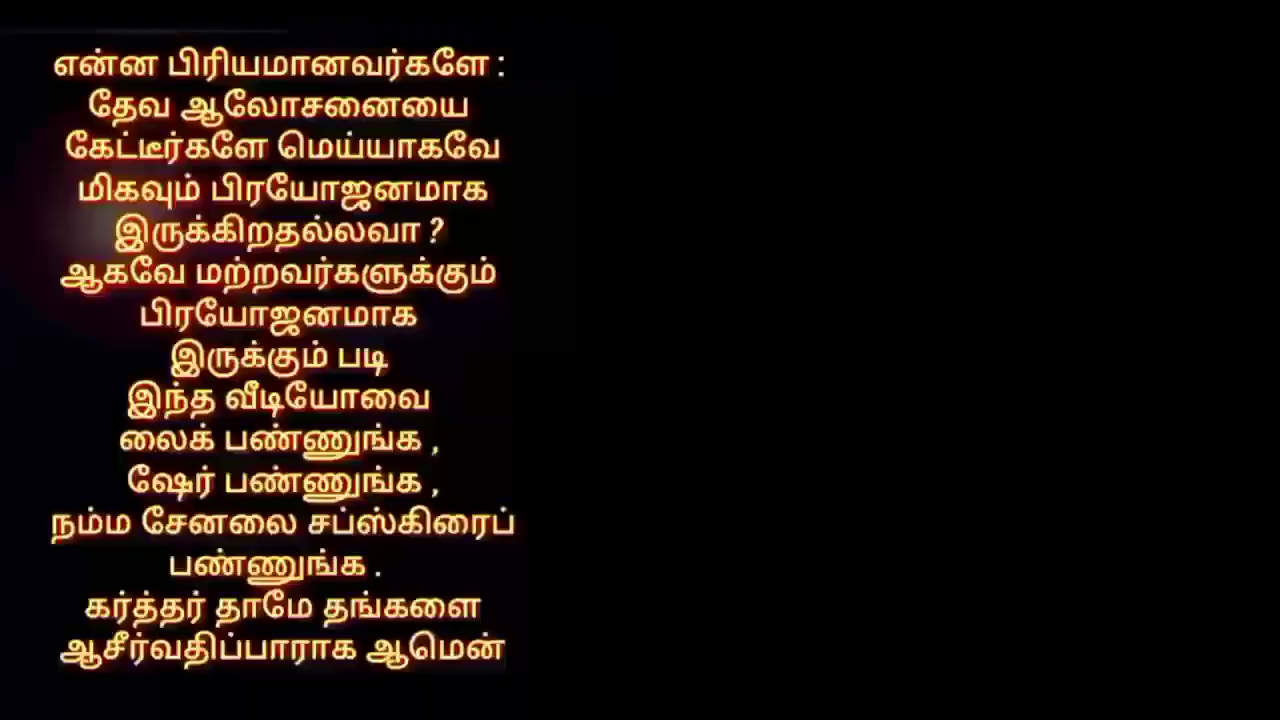 என்ன பிரியமானவர்களே :
தேவ ஆலோசனையை
கேட்டீர்களே மெய்யாகவே
மிகவும் பிரயோஜனமாக
இருக்கிறதல்லவா ?
ஆகவே மற்றவர்களுக்கும்
பிரயோஜனமாக
இருக்கும் படி
இந்த வீடியோவை
லைக் பண்ணுங்க ,
ஷேர் பண்ணுங்க ,
நம்ம சேனலை சப்ஸ்கிரைப்
பண்ணுங்க .
கர்த்தர் தாமே தங்களை
ஆசீர்வதிப்பாராக ஆமென்